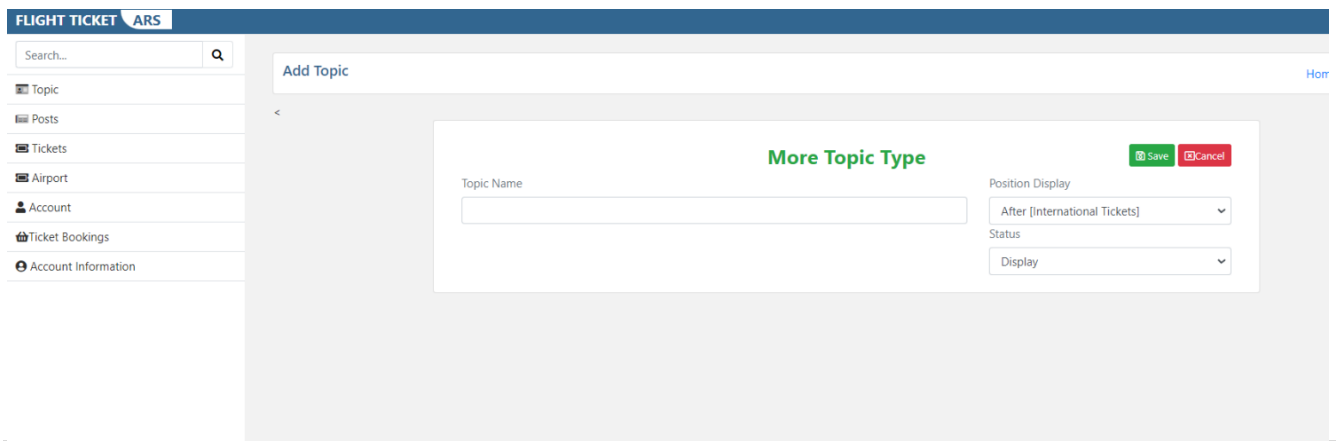 FLIGHT TICKET ARS
Search...
Topic
Posts
Tickets
Airport
Account
Ticket Bookings
Account Information
Add Topic
Hom
<
More Topic Type
Save
Cancel
Topic Name
Position Display
After [International Tickets]
Status
Display